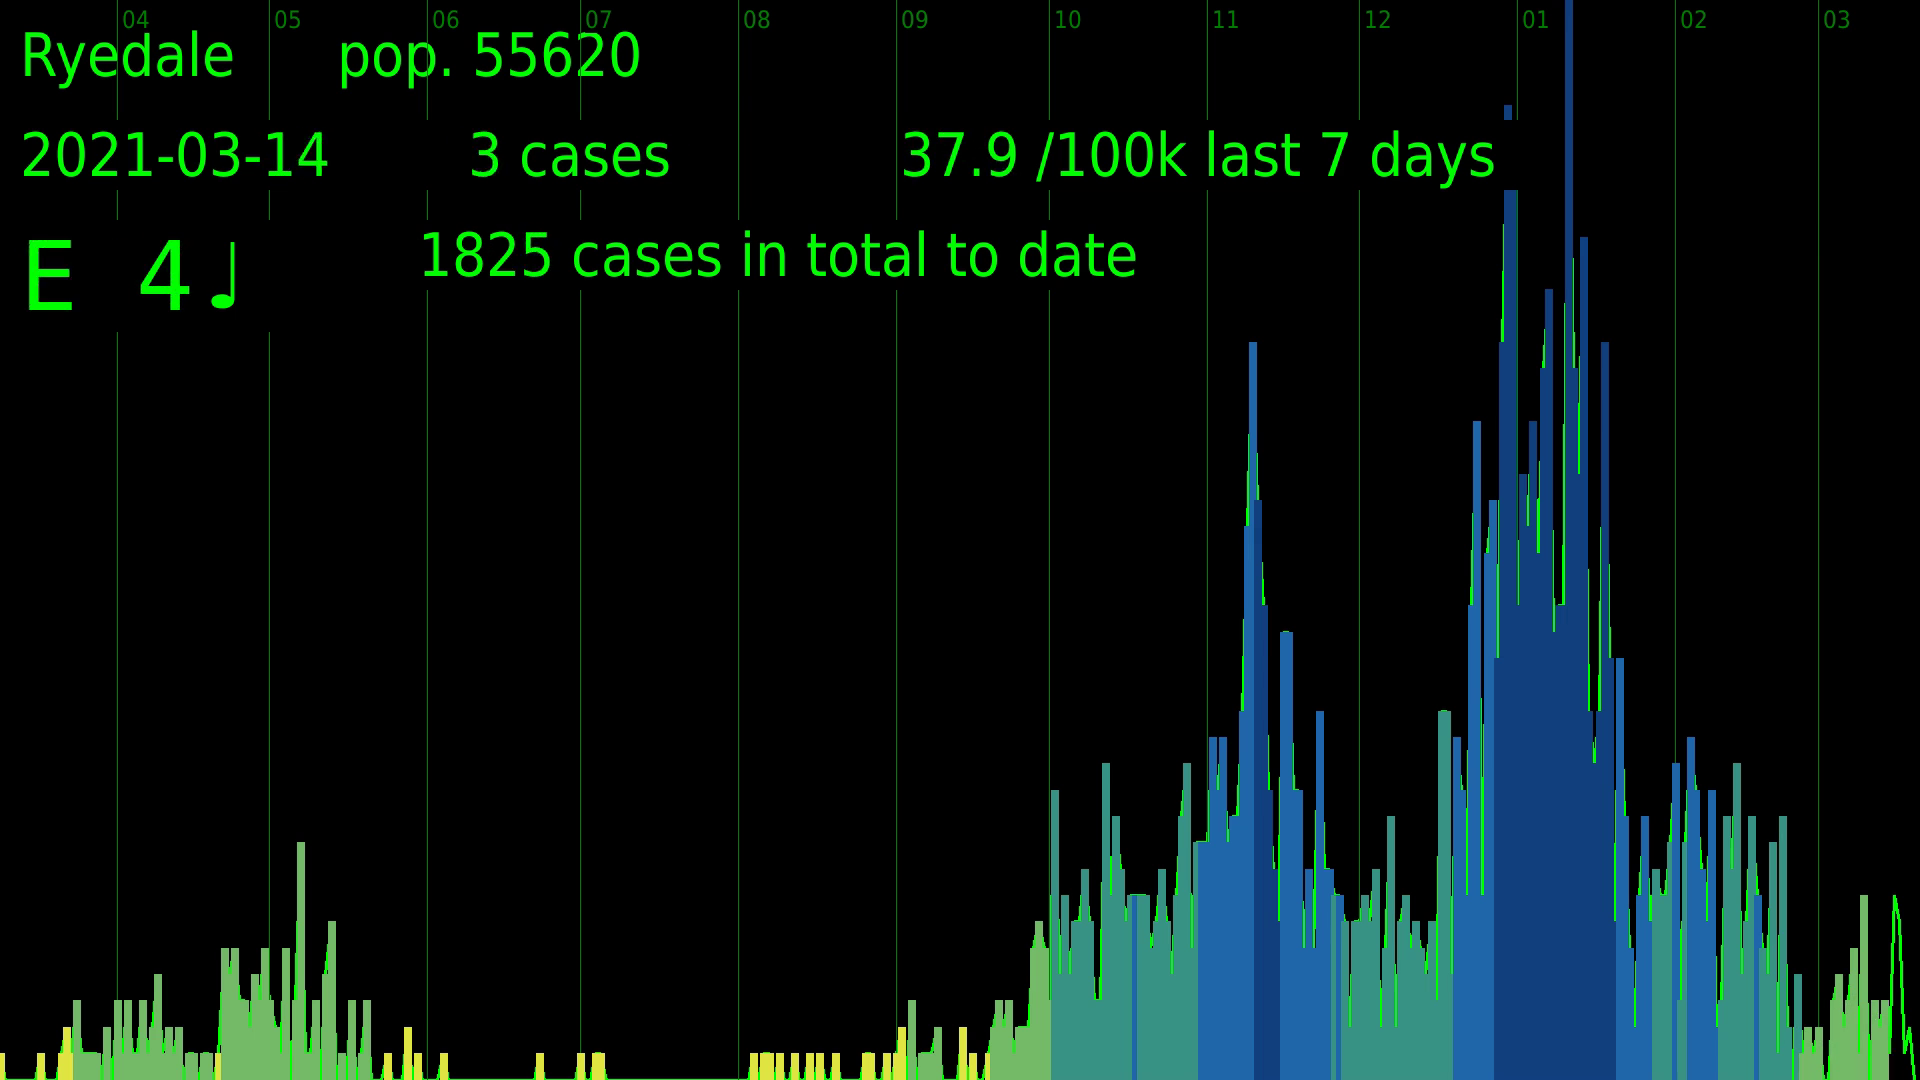 04 05 06 07 08 09 10 11 12 01 02 03
Ryedale pop. 55620
2021-03-14 3 cases 37.9 /100k last 7 days
E 4♩ 1825 cases in total to date